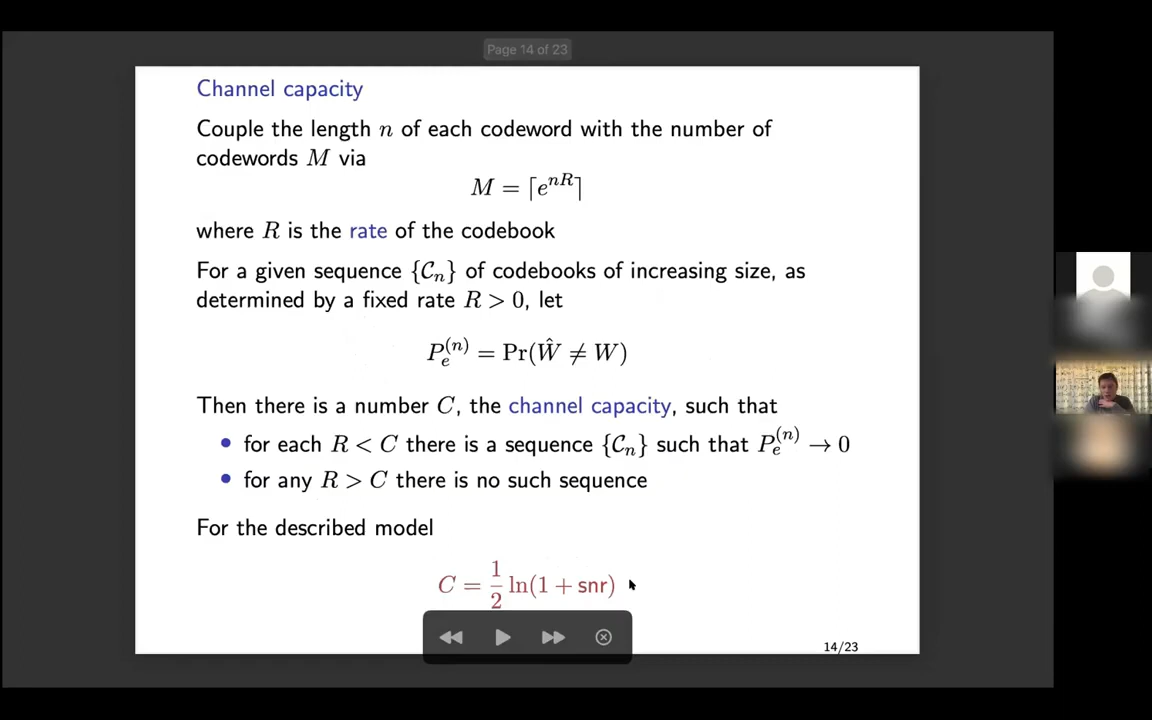 Page 14 of 23
Channel capacity
Couple the length n of each codeword with the number of
codewords M via
M = ⌈e^{nR}⌉
where R is the rate of the codebook
For a given sequence {𝒞_n} of codebooks of increasing size, as
determined by a fixed rate R > 0, let
P_e^{(n)} = Pr(Ŵ ≠ W)
Then there is a number C, the channel capacity, such that
• for each R < C there is a sequence {𝒞_n} such that P_e^{(n)} → 0
• for any R > C there is no such sequence
For the described model
C = \frac{1}{2} ln(1 + snr)
14/23